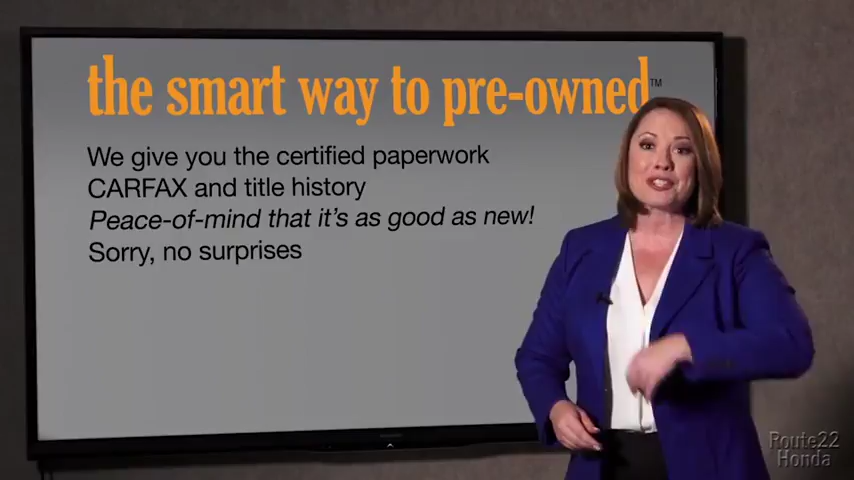 the smart way to pre-owned™
We give you the certified paperwork
CARFAX and title history
Peace-of-mind that it's as good as new!
Sorry, no surprises
Route22
Honda